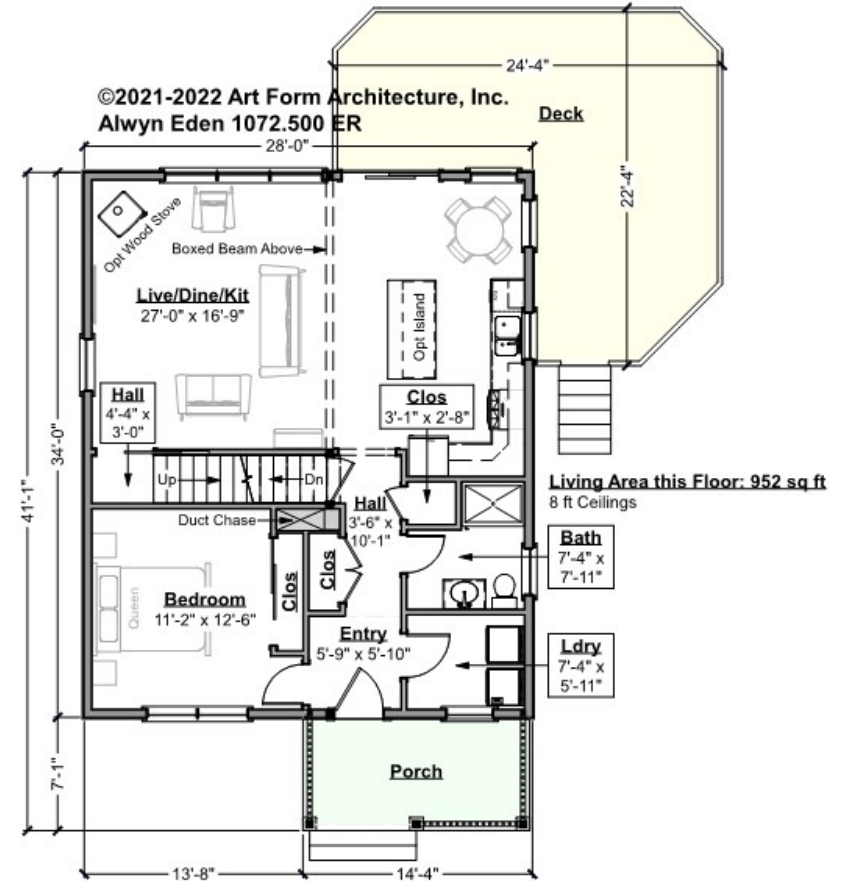 24'-4"
©2021-2022 Art Form Architecture, Inc.
Alwyn Eden 1072.500 ER
Deck
28'-0"
22'-4"
Opt Wood Stove
Boxed Beam Above
Live/Dine/Kit
27'-0" x 16'-9"
Opt Island
Hall
4'-4" x
3'-0"
Clos
3'-1" x 2'-8"
34'-0"
41'-1"
Up
Dn
Living Area this Floor: 952 sq ft
8 ft Ceilings
Hall
3'-6" x
10'-1"
Duct Chase
Bath
7'-4" x
7'-11"
Queen
Clos
Clos
Bedroom
11'-2" x 12'-6"
Entry
5'-9" x 5'-10"
Ldry
7'-4" x
5'-11"
7'-1"
Porch
13'-8"
14'-4"